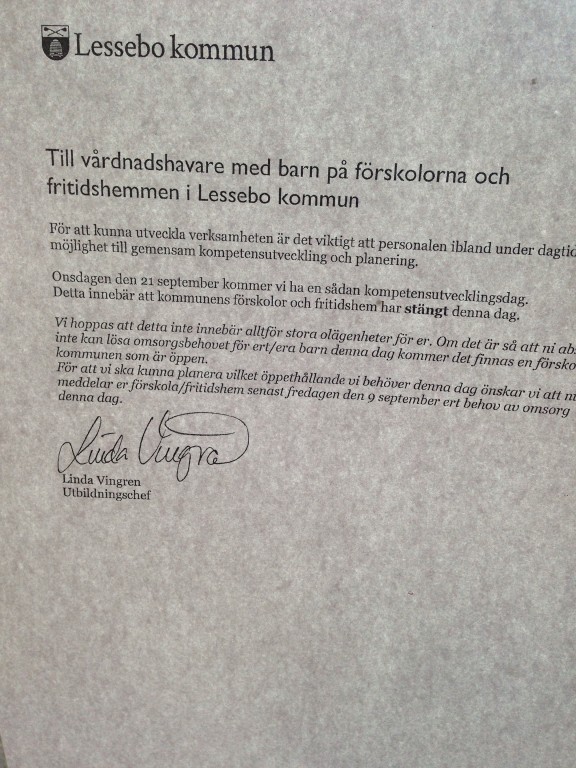 Lessebo kommun
Till vårdnadshavare med barn på förskolorna och
fritidshemmen i Lessebo kommun
För att kunna utveckla verksamheten är det viktigt att personalen ibland under dagtid
möjlighet till gemensam kompetensutveckling och planering.
Onsdagen den 21 september kommer vi ha en sådan kompetensutvecklingsdag.
Detta innebär att kommunens förskolor och fritidshem har stängt denna dag.
Vi hoppas att detta inte innebär alltför stora olägenheter för er. Om det är så att ni abs
inte kan lösa omsorgsbehovet för ert/era barn denna dag kommer det finnas en försko
kommunen som är öppen.
För att vi ska kunna planera vilket öppethållande vi behöver denna dag önskar vi att ni
meddelar er förskola/fritidshem senast fredagen den 9 september ert behov av omsorg
denna dag.
Linda Vingren
Linda Vingren
Utbildningschef